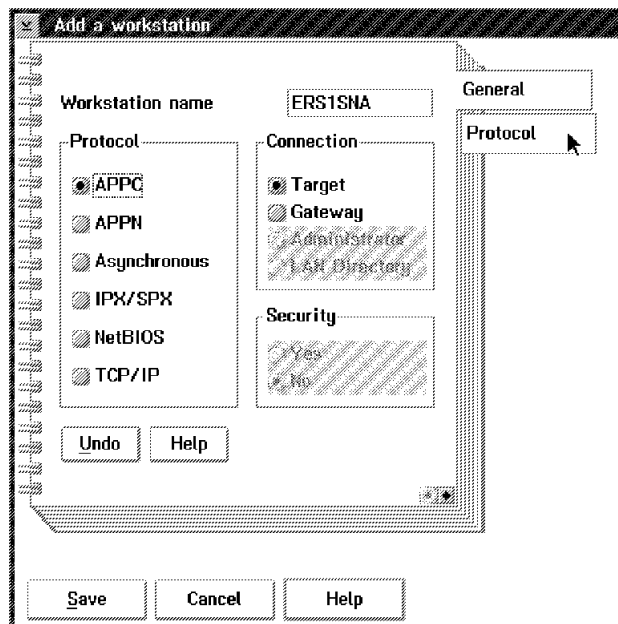 Add a workstation
Workstation name
ERS1SNA
General
Protocol
Protocol
APPC
APPN
Asynchronous
IPX/SPX
NetBIOS
TCP/IP
Connection
Target
Gateway
Administrator
LAN Directory
Security
Yes
No
Undo
Help
Save
Cancel
Help